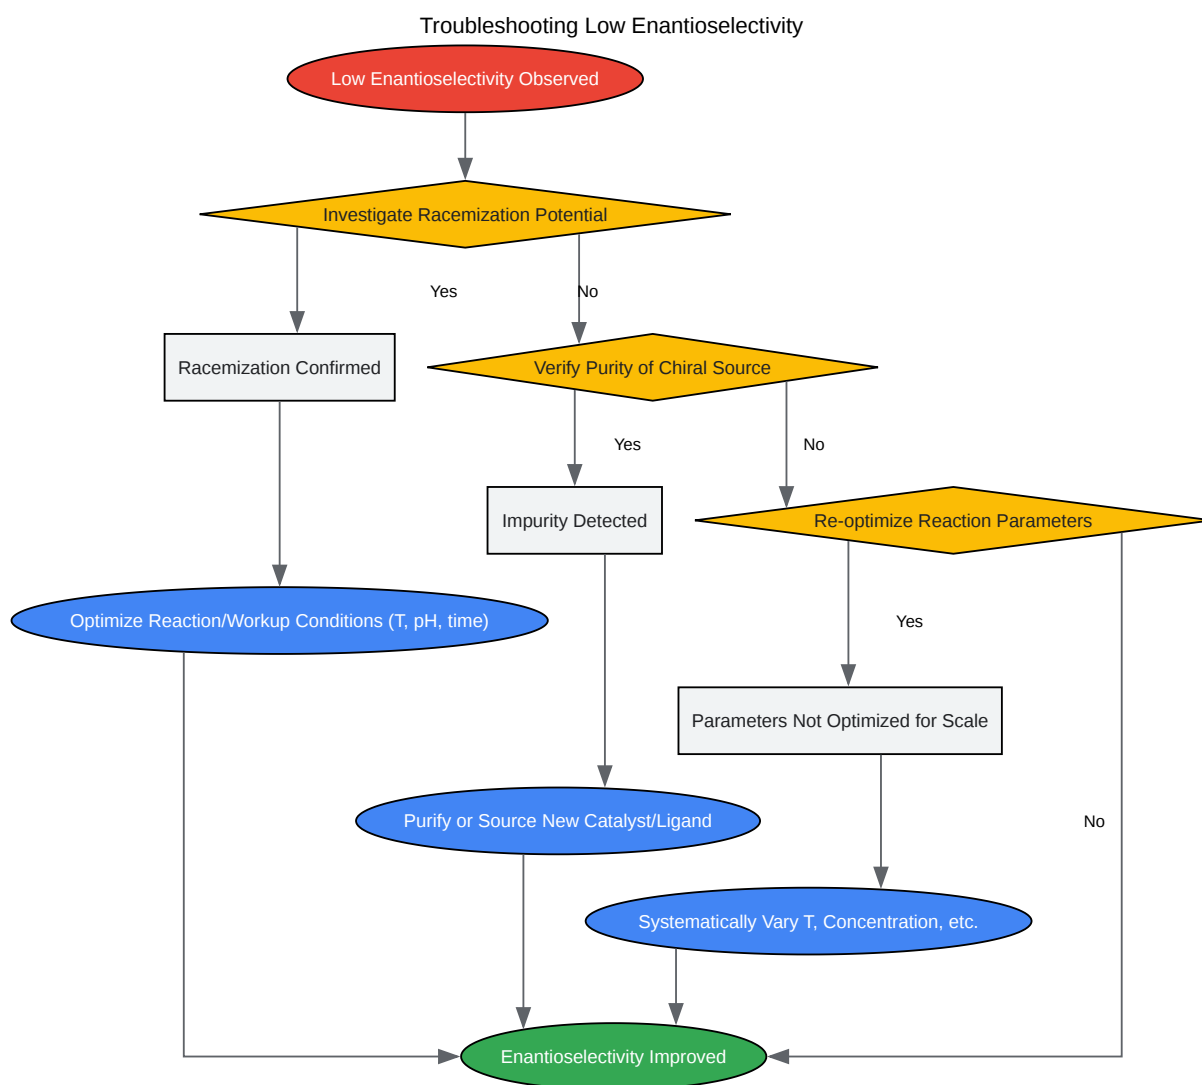 Troubleshooting Low Enantioselectivity
Low Enantioselectivity Observed
Investigate Racemization Potential
Yes
No
Racemization Confirmed
Verify Purity of Chiral Source
Yes
No
Impurity Detected
Re-optimize Reaction Parameters
Optimize Reaction/Workup Conditions (T, pH, time)
Yes
Parameters Not Optimized for Scale
Purify or Source New Catalyst/Ligand
No
Systematically Vary T, Concentration, etc.
Enantioselectivity Improved